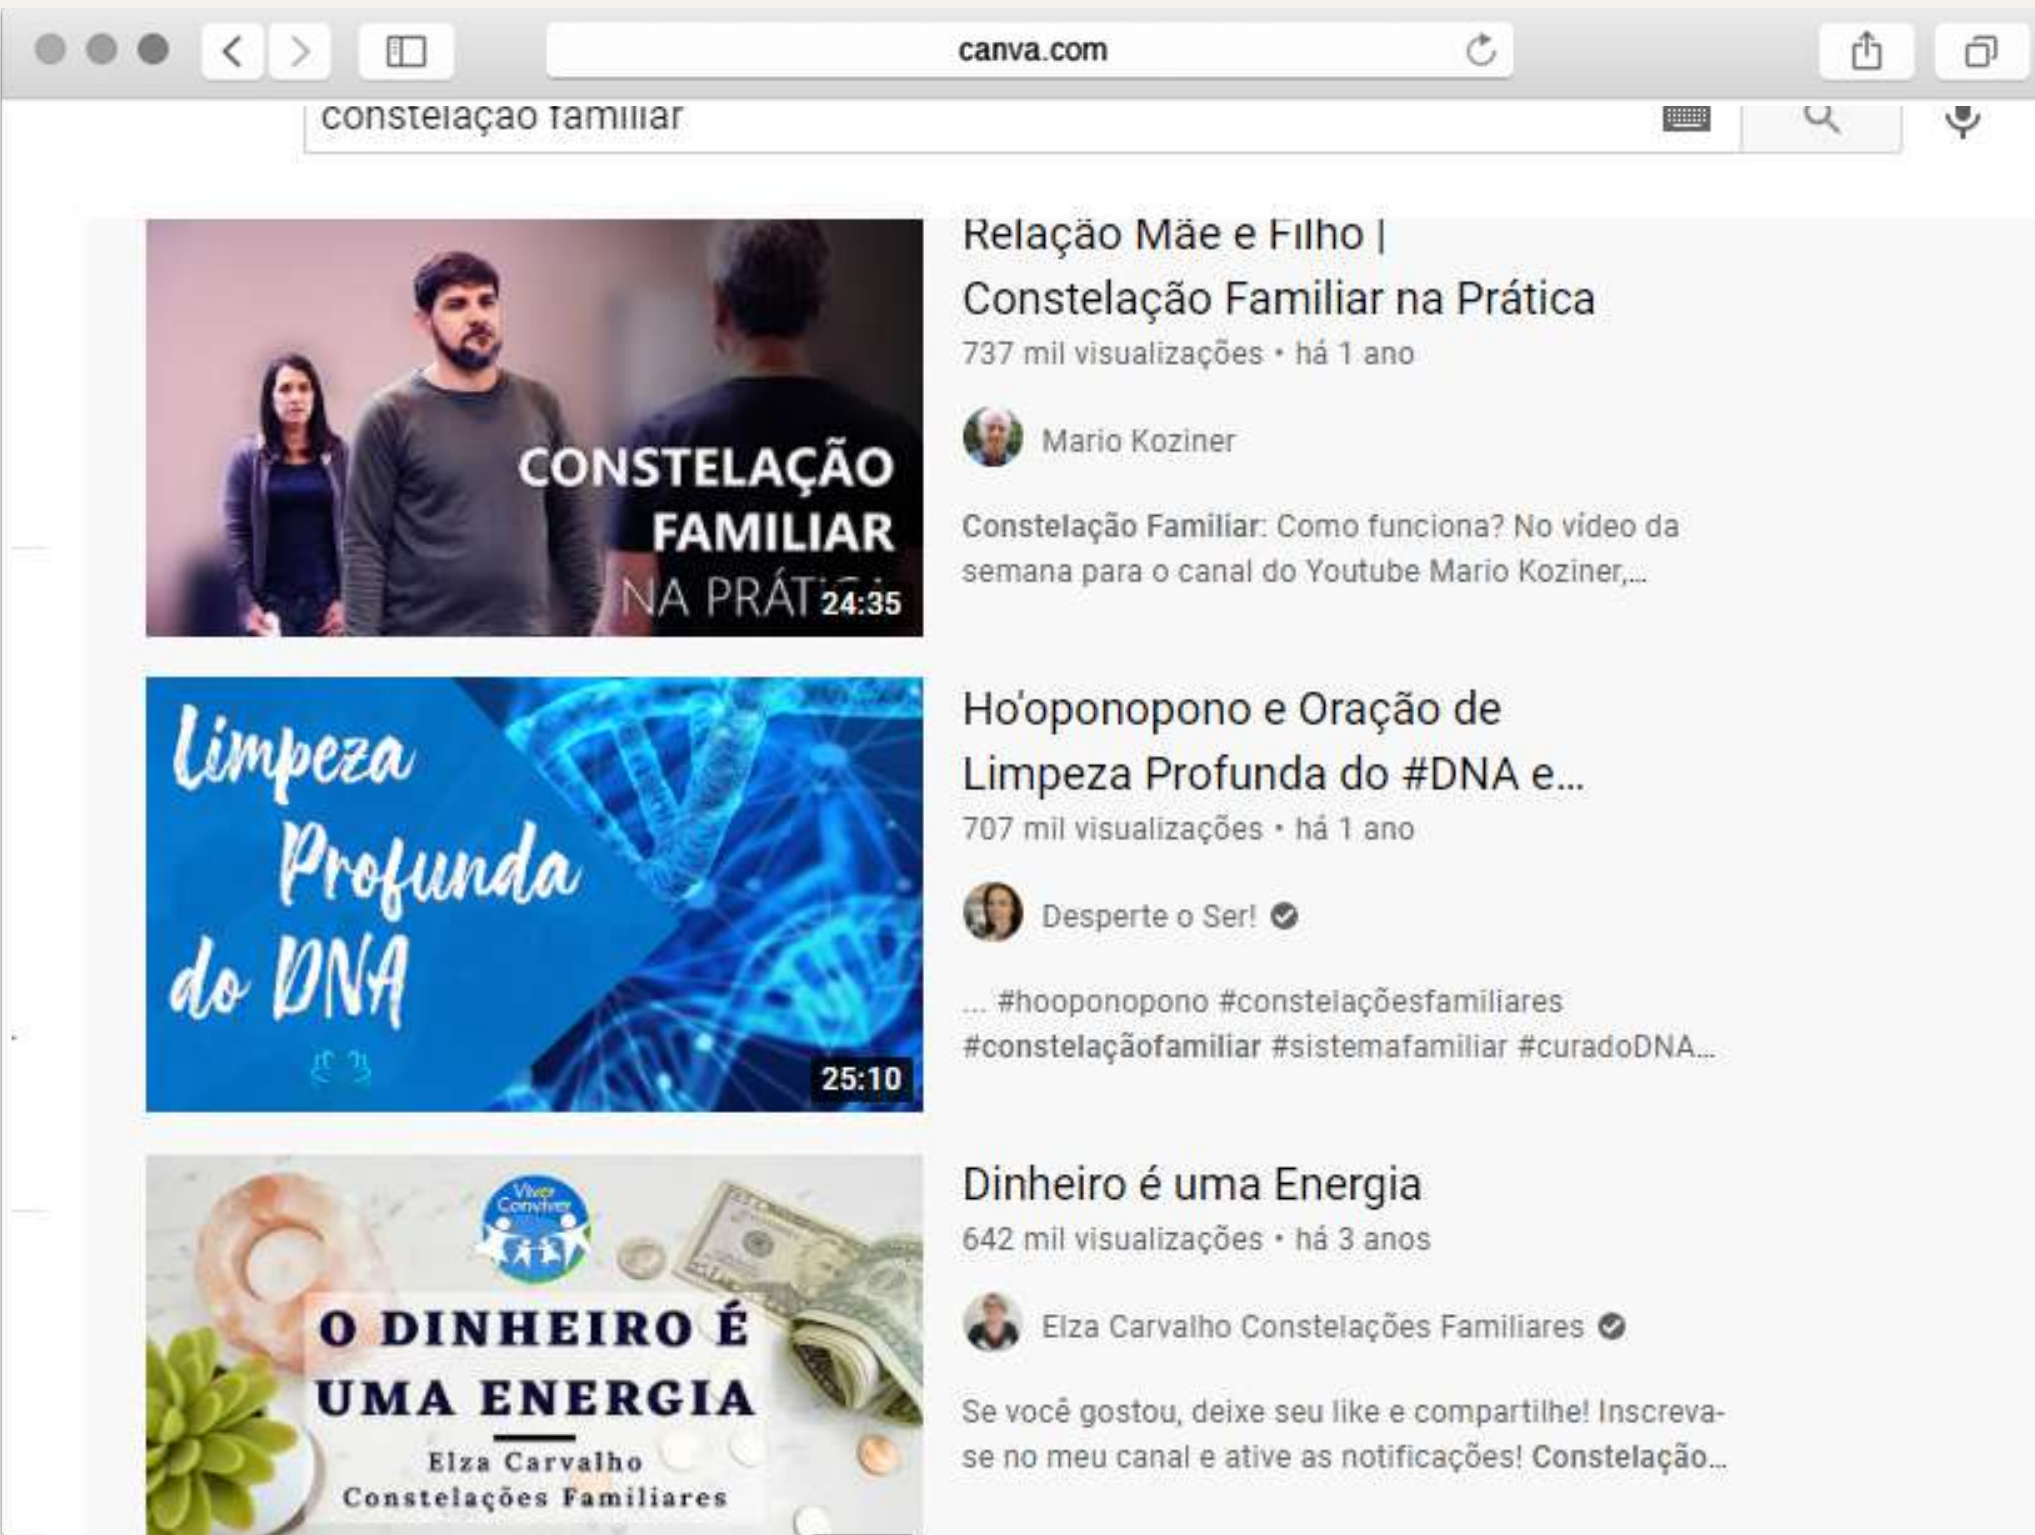 canva.com
constelação familiar
CONSTELAÇÃO
FAMILIAR
NA PRÁTICA
24:35
Relação Mãe e Filho |
Constelação Familiar na Prática
737 mil visualizações • há 1 ano
Mario Koziner
Constelação Familiar: Como funciona? No vídeo da
semana para o canal do Youtube Mario Koziner,...
Limpeza
Profunda
do DNA
25:10
Ho'oponopono e Oração de
Limpeza Profunda do #DNA e...
707 mil visualizações • há 1 ano
Desperte o Ser!
... #hooponopono #constelaçõesfamiliares
#constelaçãofamiliar #sistemafamiliar #curadoDNA...
Viver
Conviver
O DINHEIRO É
UMA ENERGIA
Elza Carvalho
Constelações Familiares
Dinheiro é uma Energia
642 mil visualizações • há 3 anos
Elza Carvalho Constelações Familiares
Se você gostou, deixe seu like e compartilhe! Inscreva-
se no meu canal e ative as notificações! Constelação...